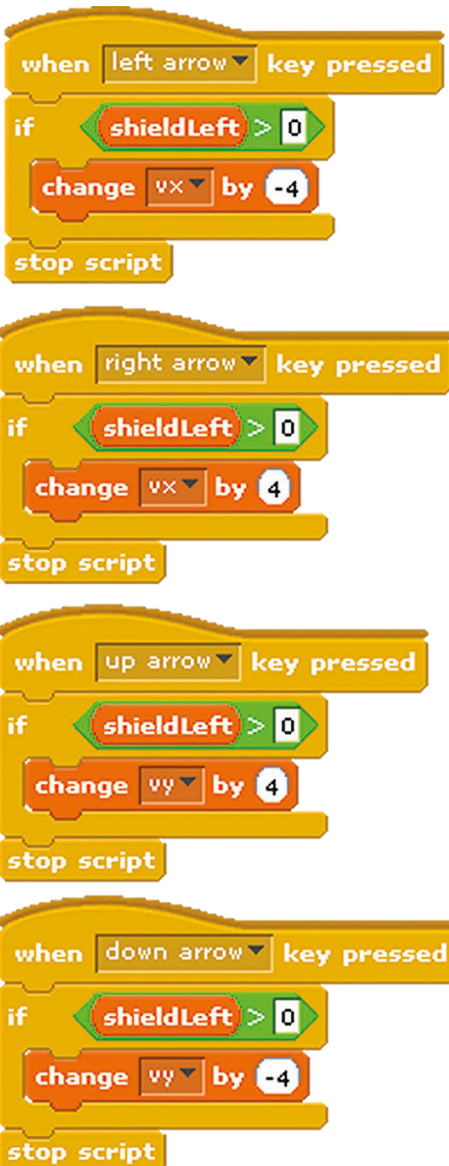 when left arrow key pressed
if shieldLeft > 0
change vx by -4
stop script
when right arrow key pressed
if shieldLeft > 0
change vx by 4
stop script
when up arrow key pressed
if shieldLeft > 0
change vy by 4
stop script
when down arrow key pressed
if shieldLeft > 0
change vy by -4
stop script